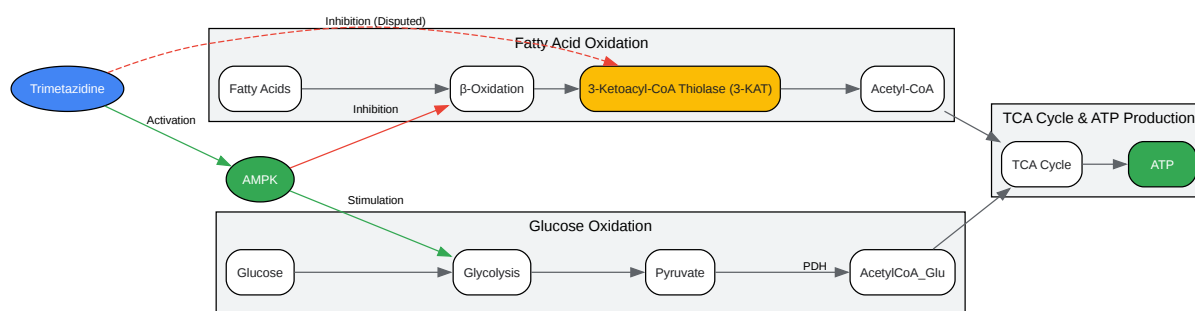 Inhibition (Disputed)
Fatty Acid Oxidation
Trimetazidine
Fatty Acids
β-Oxidation
3-Ketoacyl-CoA Thiolase (3-KAT)
Acetyl-CoA
Inhibition
Activation
TCA Cycle & ATP Production
TCA Cycle
ATP
AMPK
Stimulation
Glucose Oxidation
Glucose
Glycolysis
Pyruvate
PDH
AcetylCoA_Glu